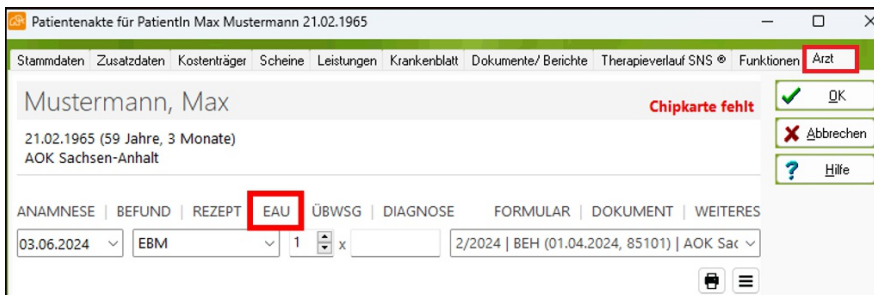 Patientenakte für PatientIn Max Mustermann 21.02.1965
Stammdaten Zusatzdaten Kostenträger Scheine Leistungen Krankenblatt Dokumente/ Berichte Therapieverlauf SNS ® Funktionen Arzt
Mustermann, Max
Chipkarte fehlt
OK
21.02.1965 (59 Jahre, 3 Monate)
Abbrechen
AOK Sachsen-Anhalt
Hilfe
ANAMNESE | BEFUND | REZEPT EAU ÜBWSG | DIAGNOSE FORMULAR | DOKUMENT | WEITERES
03.06.2024 EBM 1 x 2/2024 | BEH (01.04.2024, 85101) | AOK Sac